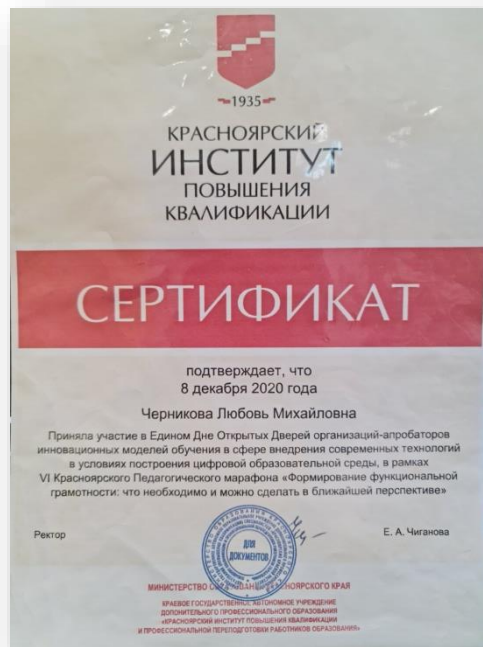 1935
КРАСНОЯРСКИЙ
ИНСТИТУТ
ПОВЫШЕНИЯ
КВАЛИФИКАЦИИ
СЕРТИФИКАТ
подтверждает, что
8 декабря 2020 года
Черникова Любовь Михайловна
Приняла участие в Едином Дне Открытых Дверей организаций-апробаторов
инновационных моделей обучения в сфере внедрения современных технологий
в условиях построения цифровой образовательной среды, в рамках
VI Красноярского Педагогического марафона «Формирование функциональной
грамотности: что необходимо и можно сделать в ближайшей перспективе»
Ректор
Е. А. Чиганова
ДЛЯ
ДОКУМЕНТОВ
МИНИСТЕРСТВО ОБРАЗОВАНИЯ КРАСНОЯРСКОГО КРАЯ
КРАЕВОЕ ГОСУДАРСТВЕННОЕ АВТОНОМНОЕ УЧРЕЖДЕНИЕ
ДОПОЛНИТЕЛЬНОГО ПРОФЕССИОНАЛЬНОГО ОБРАЗОВАНИЯ
«КРАСНОЯРСКИЙ ИНСТИТУТ ПОВЫШЕНИЯ КВАЛИФИКАЦИИ
И ПРОФЕССИОНАЛЬНОЙ ПЕРЕПОДГОТОВКИ РАБОТНИКОВ ОБРАЗОВАНИЯ»